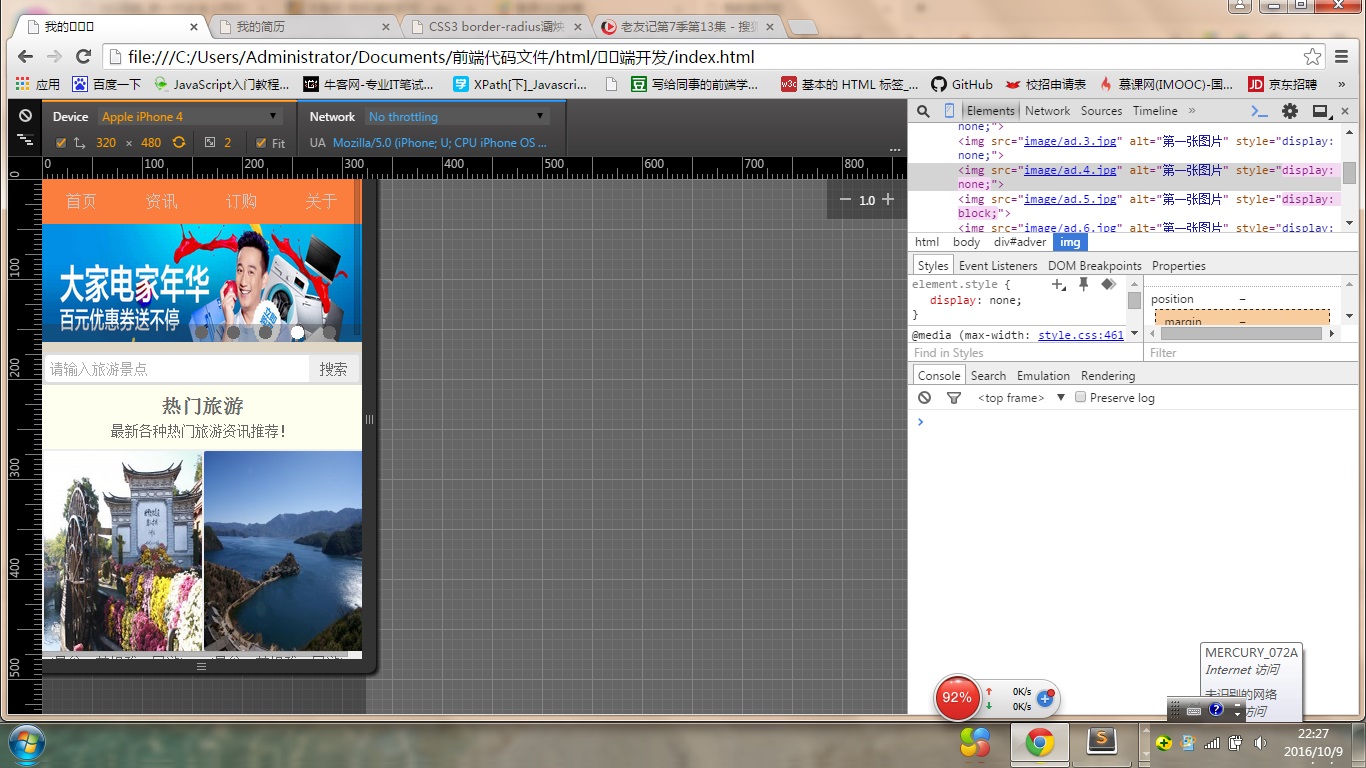 我的
我的简历
CSS3 border-radius
老友记第7季第13集 - 搜
file:///C:/Users/Administrator/Documents/前端代码文件/html/端开发/index.html
应用 百度一下 JavaScript入门教程... 牛客网-专业IT笔试... XPath[下]_Javascri... 写给同事的前端学... 基本的 HTML 标签_... GitHub 校招申请表 慕课网(IMOOC)-国... 京东招聘 »
Device Apple iPhone 4 ▼ Network No throttling ▼
320 × 480 2 Fit UA Mozilla/5.0 (iPhone; U; CPU iPhone OS ... ...
0 100 200 300 400 500 600 700 800
0
100
200
300
400
500
首页 资讯 订购 关于
1.0
大家电家年华
百元优惠券送不停
请输入旅游景点 搜索
热门旅游
最新各种热门旅游资讯推荐!
Elements Network Sources Timeline »
none;">
<img src="image/ad.3.jpg" alt="第一张图片" style="display:
none;">
<img src="image/ad.4.jpg" alt="第一张图片" style="display:
none;">
<img src="image/ad.5.jpg" alt="第一张图片" style="display:
block;">
<img src="image/ad.6.jpg" alt="第一张图片" style="display:
html body div#adver img
Styles Event Listeners DOM Breakpoints Properties
element.style {
display: none;
}
@media (max-width: style.css:461
Find in Styles
position –
margin –
Filter
Console Search Emulation Rendering
<top frame> ▼ Preserve log
MERCURY_072A
Internet 访问
未识别的网络
访问
92% 0K/s
0K/s
22:27
2016/10/9